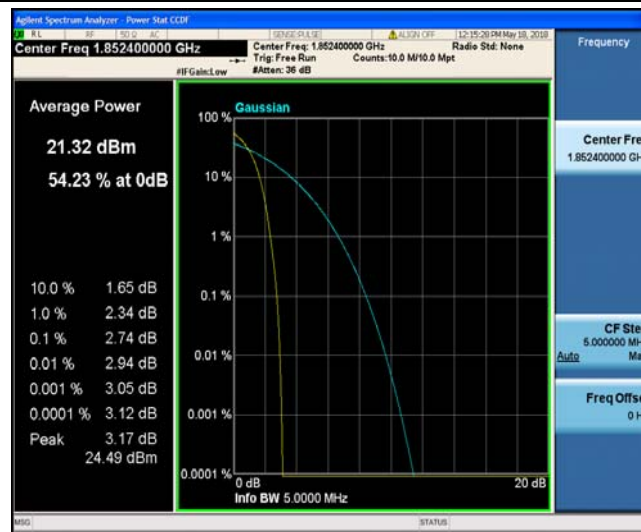 Agilent Spectrum Analyzer - Power Stat CCDF
RL RF 50 Ω AC SENSE:PULSE ALIGN OFF 12:15:28 PM May 18, 2018
Center Freq 1.852400000 GHz
Center Freq: 1.852400000 GHz Radio Std: None
Trig: Free Run Counts:10.0 M/10.0 Mpt
#IFGain:Low #Atten: 36 dB
Frequency
Average Power
21.32 dBm
54.23 % at 0dB
10.0 % 1.65 dB
1.0 % 2.34 dB
0.1 % 2.74 dB
0.01 % 2.94 dB
0.001 % 3.05 dB
0.0001 % 3.12 dB
Peak 3.17 dB
24.49 dBm
Gaussian
100 %
10 %
1 %
0.1 %
0.01 %
0.001 %
0.0001 %
0 dB 20 dB
Info BW 5.0000 MHz
Center Fre
1.852400000 GH
CF Ste
5.000000 MH
Auto Ma
Freq Offse
0 H
MSG STATUS